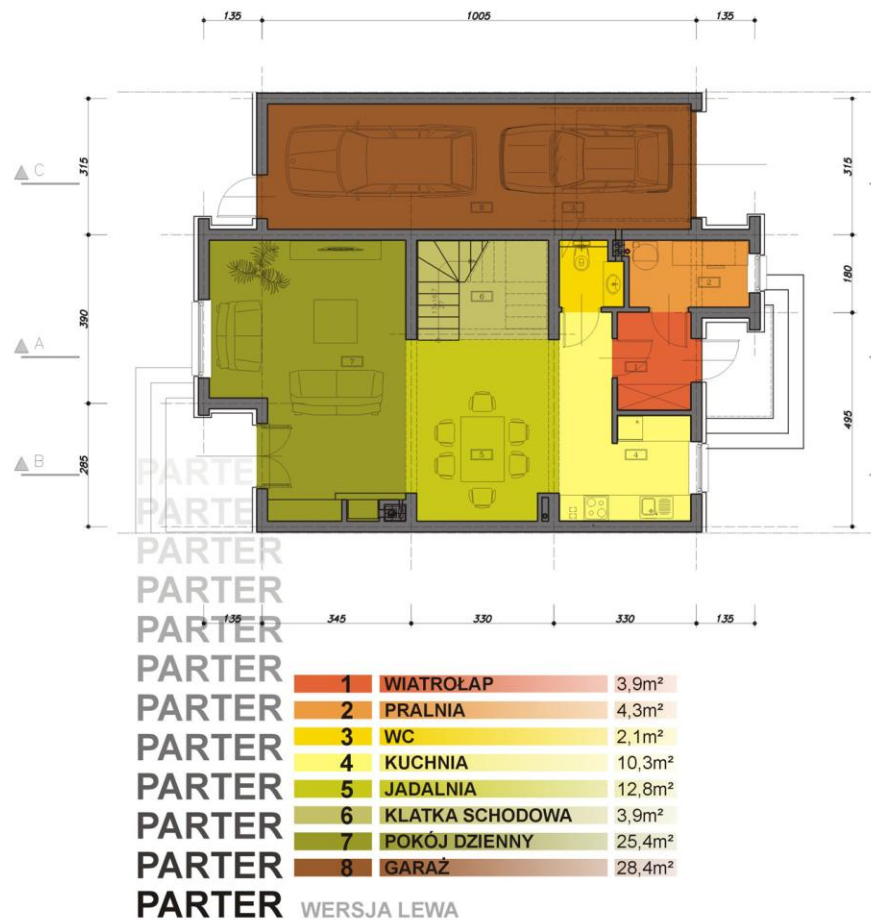 135 1005 135
C
315
315
180
8 3
2
6
390
A
7
1
495
285
B
5
4
PARTER
PARTER
PARTER
PARTER
135 345 330 330 135
PARTER
PARTER
1 WIATROŁAP 3,9m²
PARTER
2 PRALNIA 4,3m²
PARTER
3 WC 2,1m²
4 KUCHNIA 10,3m²
PARTER
5 JADALNIA 12,8m²
PARTER
6 KLATKA SCHODOWA 3,9m²
7 POKÓJ DZIENNY 25,4m²
PARTER
8 GARAŻ 28,4m²
PARTER WERSJA LEWA